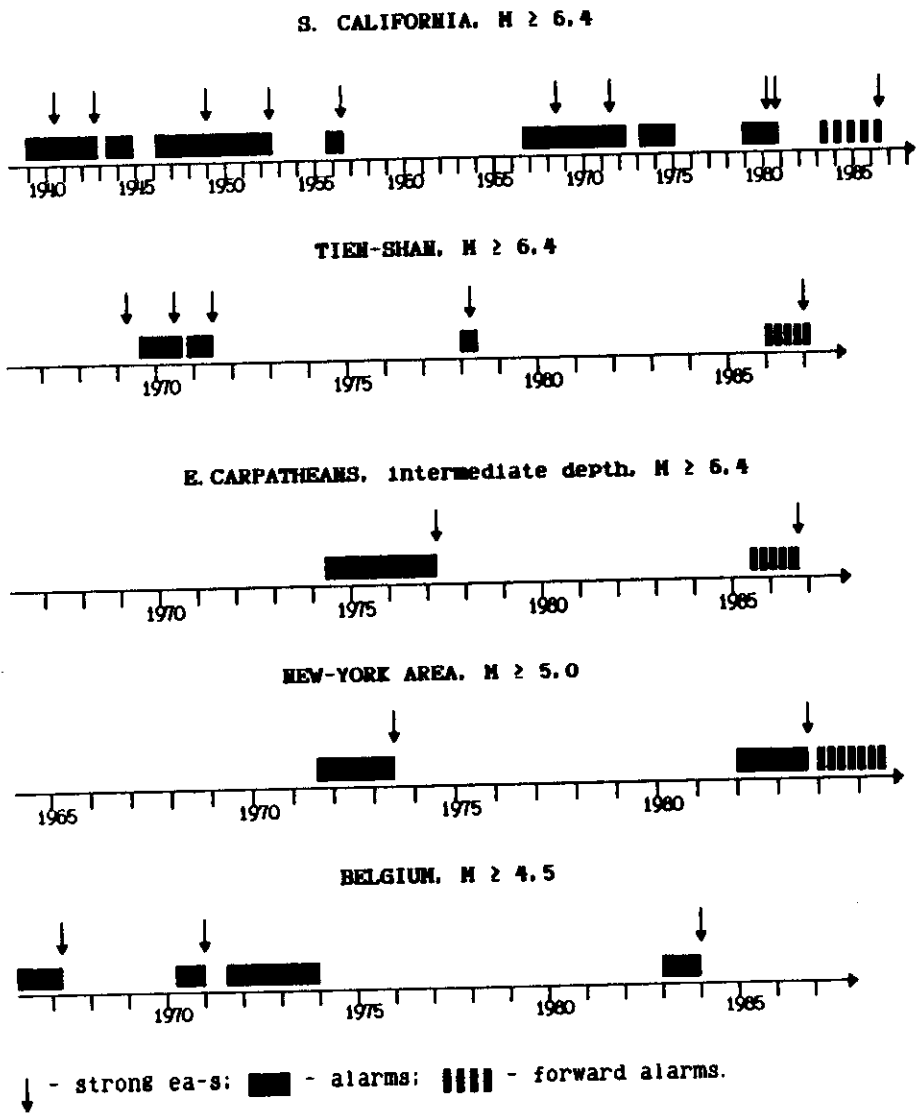 S. CALIFORNIA, M ≥ 6,4
1940 1945 1950 1955 1960 1965 1970 1975 1980 1985
TIEN-SHAN, M ≥ 6,4
1970 1975 1980 1985
E. CARPATHEANS, intermediate depth, M ≥ 6,4
1970 1975 1980 1985
NEW-YORK AREA, M ≥ 5.0
1965 1970 1975 1980
BELGIUM, M ≥ 4.5
1970 1975 1980 1985
- strong ea-s; - alarms; - forward alarms.